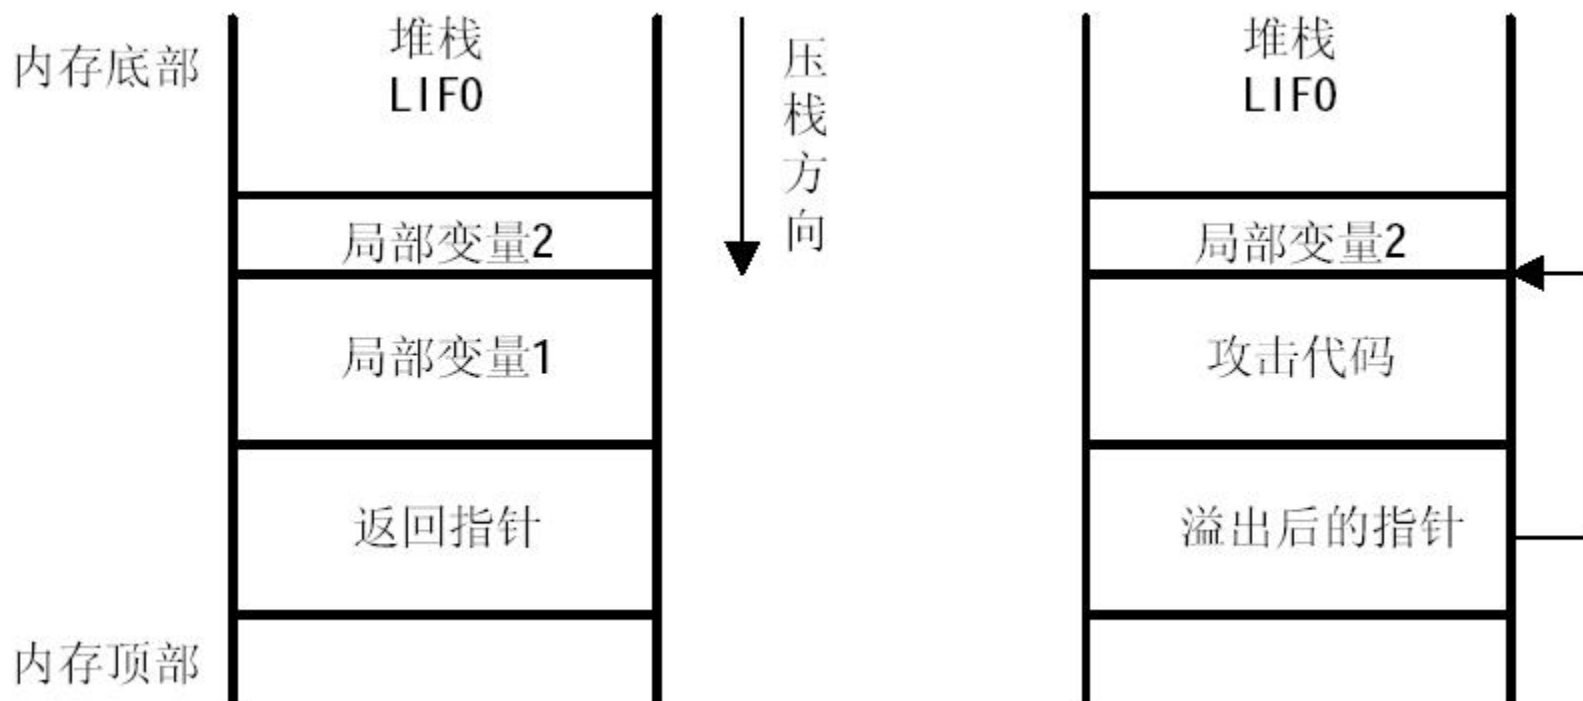 内存底部
堆栈
LIFO
压栈方向
局部变量2
局部变量1
返回指针
内存顶部
堆栈
LIFO
局部变量2
攻击代码
溢出后的指针